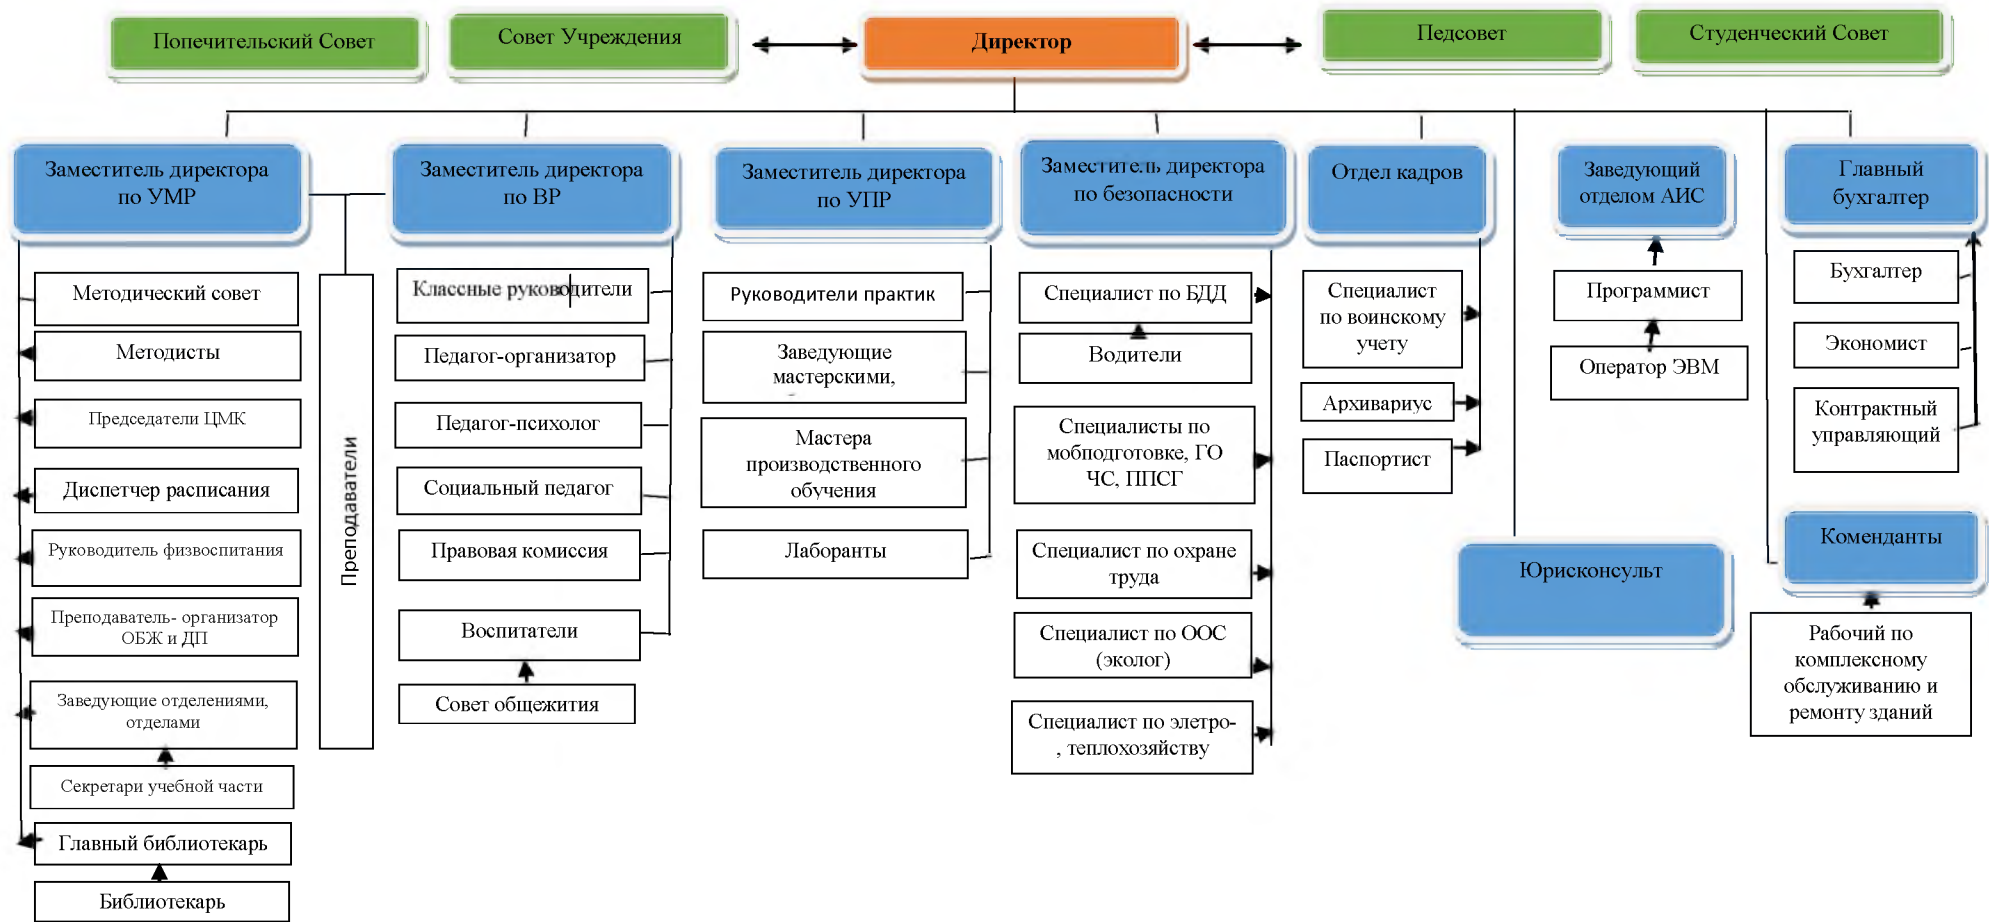 Попечительский Совет
Совет Учреждения
Директор
Педсовет
Студенческий Совет
Заместитель директора
по УМР
Заместитель директора
по ВР
Заместитель директора
по УПР
Заместитель директора
по безопасности
Отдел кадров
Заведующий
отделом АИС
Главный
бухгалтер
Методический совет
Методисты
Председатели ЦМК
Диспетчер расписания
Руководитель физвоспитания
Преподаватель- организатор
ОБЖ и ДП
Заведующие отделениями,
отделами
Секретари учебной части
Главный библиотекарь
Библиотекарь
Преподаватели
Классные руководители
Педагог-организатор
Педагог-психолог
Социальный педагог
Правовая комиссия
Воспитатели
Совет общежития
Руководители практик
Заведующие
мастерскими,
Мастера
производственного
обучения
Лаборанты
Специалист по БДД
Водители
Специалисты по
мобподготовке, ГО
ЧС, ППСГ
Специалист по охране
труда
Специалист по ООС
(эколог)
Специалист по элетро-
, теплохозяйству
Специалист
по воинскому
учету
Архивариус
Паспортист
Программист
Оператор ЭВМ
Юрисконсульт
Бухгалтер
Экономист
Контрактный
управляющий
Коменданты
Рабочий по
комплексному
обслуживанию и
ремонту зданий